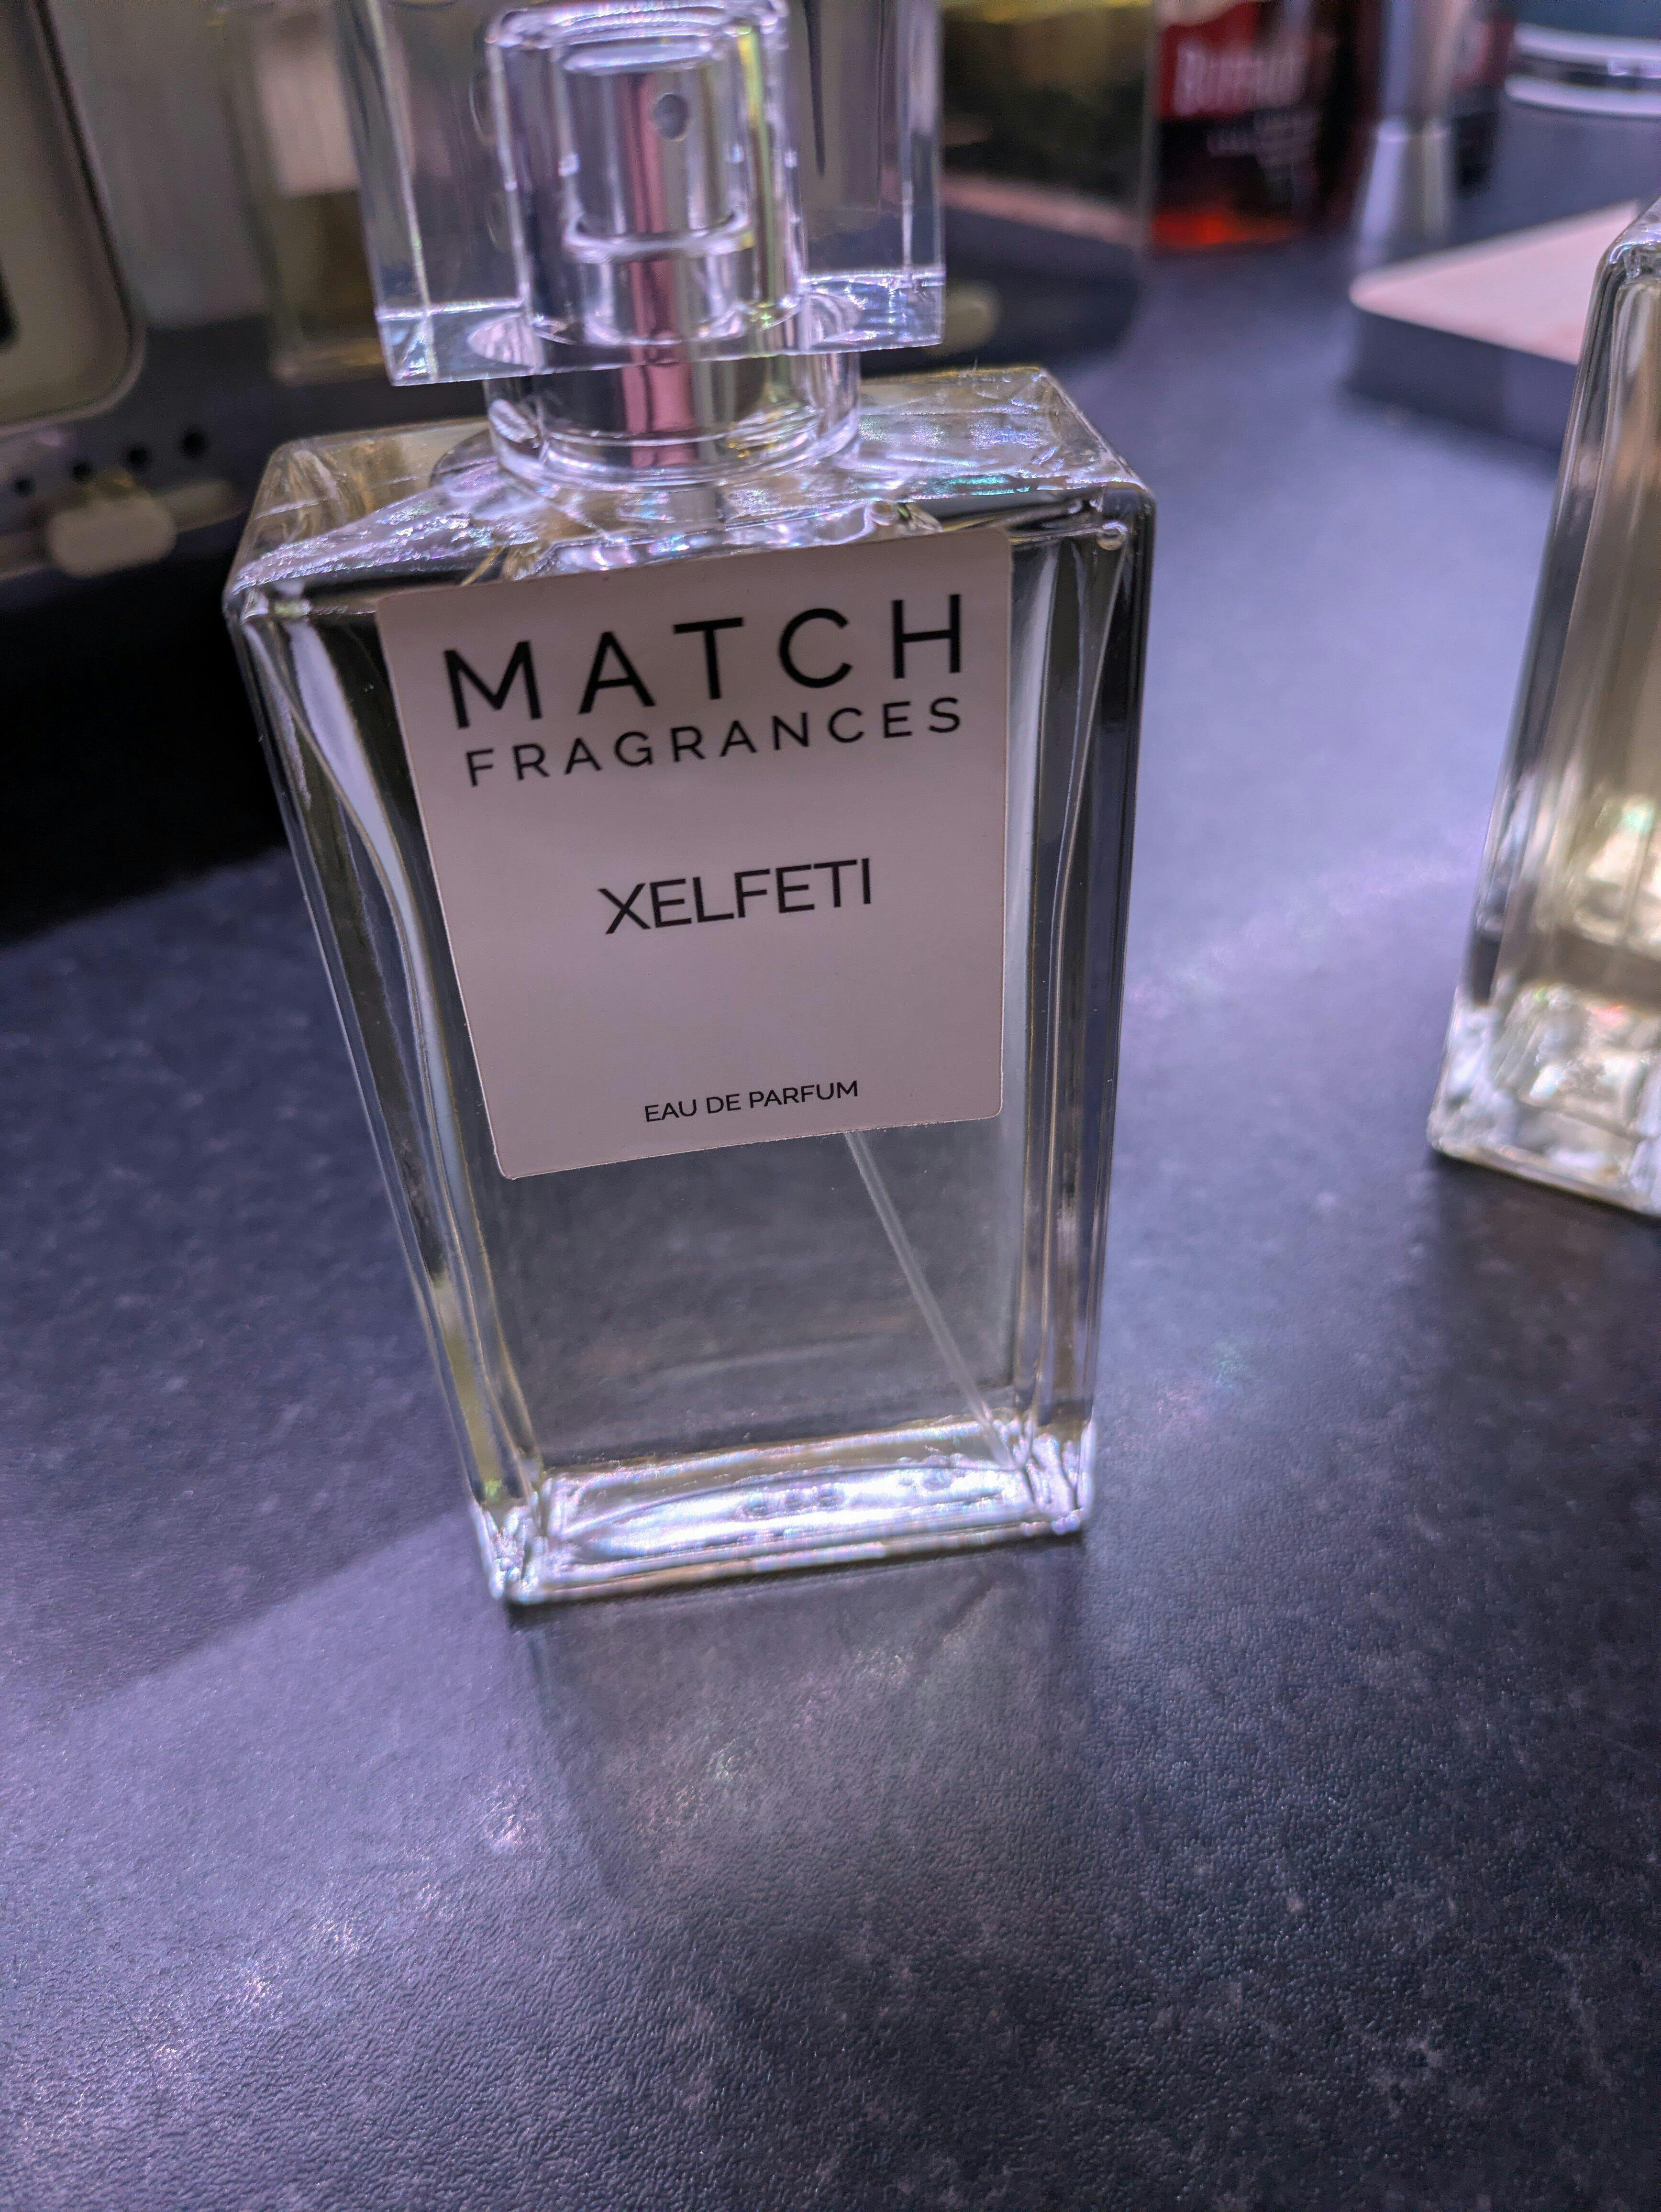 MATCH
FRAGRANCES
XELFETI
EAU DE PARFUM